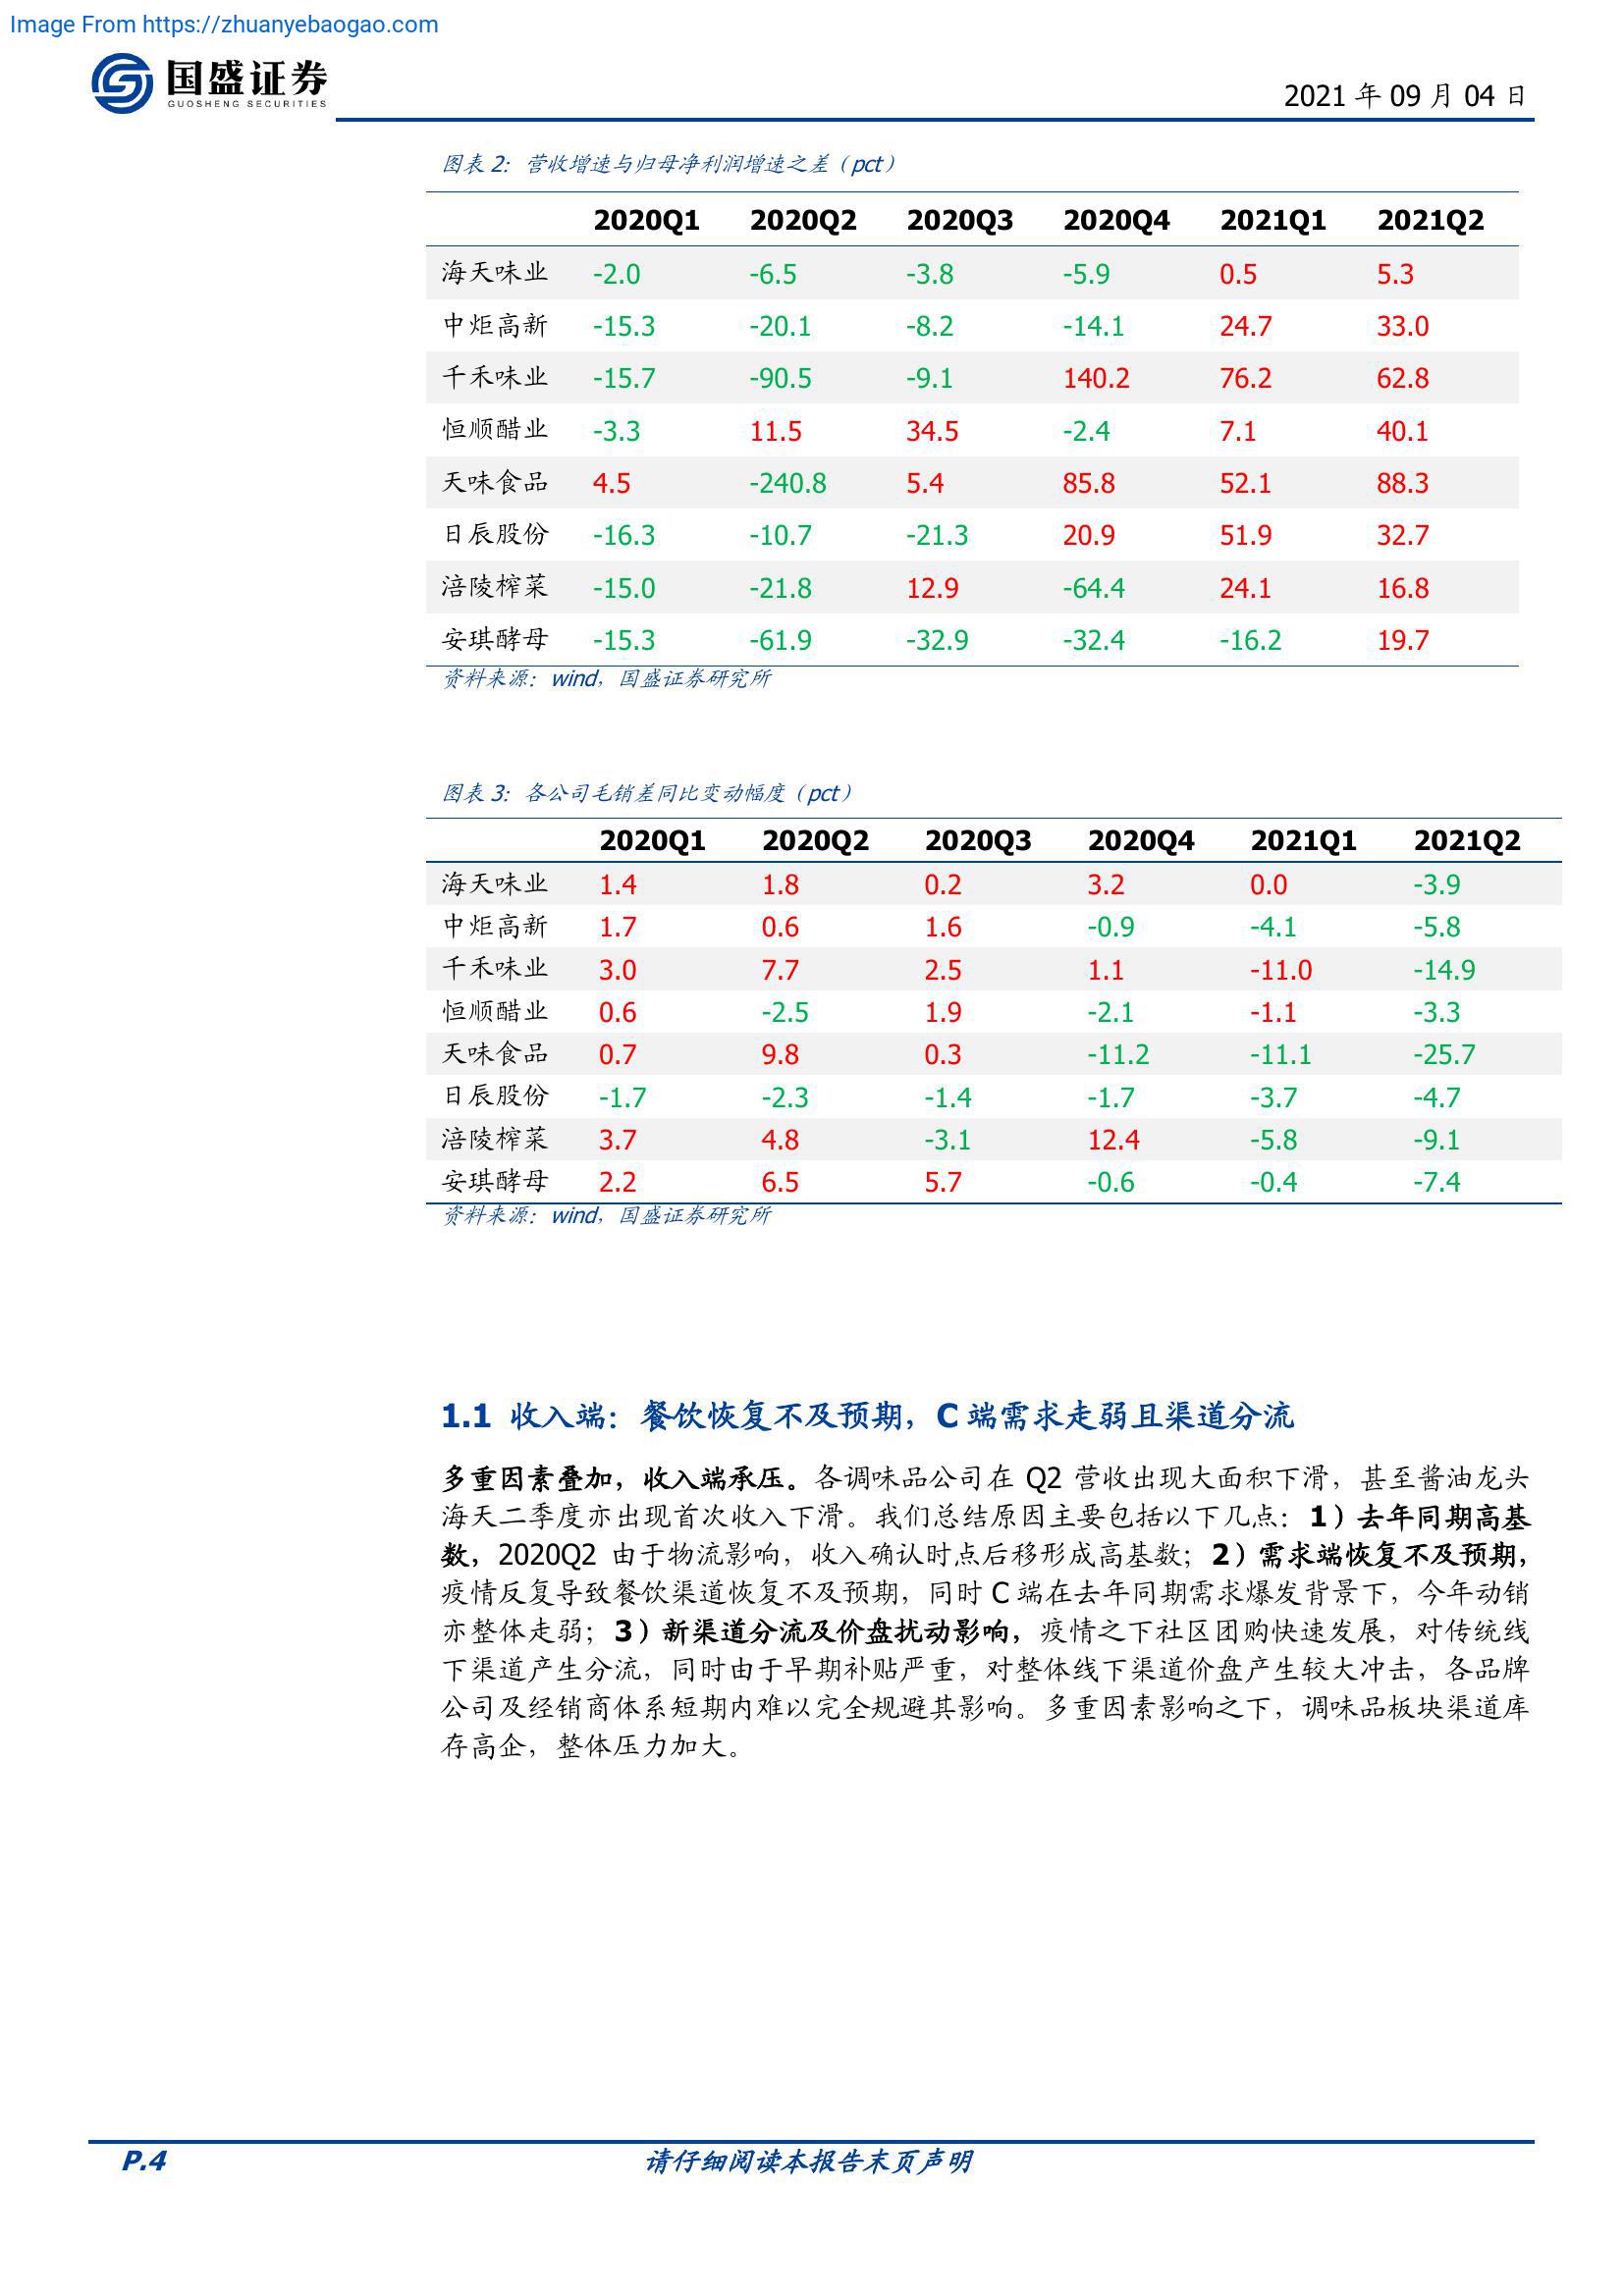 Image From https://zhuanyebaogao.com
国盛证券
GUOSHENG SECURITIES
2021 年 09 月 04 日
图表 2：营收增速与归母净利润增速之差（pct）
2020Q1 2020Q2 2020Q3 2020Q4 2021Q1 2021Q2
海天味业 -2.0 -6.5 -3.8 -5.9 0.5 5.3
中炬高新 -15.3 -20.1 -8.2 -14.1 24.7 33.0
千禾味业 -15.7 -90.5 -9.1 140.2 76.2 62.8
恒顺醋业 -3.3 11.5 34.5 -2.4 7.1 40.1
天味食品 4.5 -240.8 5.4 85.8 52.1 88.3
日辰股份 -16.3 -10.7 -21.3 20.9 51.9 32.7
涪陵榨菜 -15.0 -21.8 12.9 -64.4 24.1 16.8
安琪酵母 -15.3 -61.9 -32.9 -32.4 -16.2 19.7
资料来源：wind，国盛证券研究所
图表 3：各公司毛销差同比变动幅度（pct）
2020Q1 2020Q2 2020Q3 2020Q4 2021Q1 2021Q2
海天味业 1.4 1.8 0.2 3.2 0.0 -3.9
中炬高新 1.7 0.6 1.6 -0.9 -4.1 -5.8
千禾味业 3.0 7.7 2.5 1.1 -11.0 -14.9
恒顺醋业 0.6 -2.5 1.9 -2.1 -1.1 -3.3
天味食品 0.7 9.8 0.3 -11.2 -11.1 -25.7
日辰股份 -1.7 -2.3 -1.4 -1.7 -3.7 -4.7
涪陵榨菜 3.7 4.8 -3.1 12.4 -5.8 -9.1
安琪酵母 2.2 6.5 5.7 -0.6 -0.4 -7.4
资料来源：wind，国盛证券研究所
1.1 收入端：餐饮恢复不及预期，C 端需求走弱且渠道分流
多重因素叠加，收入端承压。各调味品公司在 Q2 营收出现大面积下滑，甚至酱油龙头
海天二季度亦出现首次收入下滑。我们总结原因主要包括以下几点：1）去年同期高基
数，2020Q2 由于物流影响，收入确认时点后移形成高基数；2）需求端恢复不及预期，
疫情反复导致餐饮渠道恢复不及预期，同时 C 端在去年同期需求爆发背景下，今年动销
亦整体走弱；3）新渠道分流及价盘扰动影响，疫情之下社区团购快速发展，对传统线
下渠道产生分流，同时由于早期补贴严重，对整体线下渠道价盘产生较大冲击，各品牌
公司及经销商体系短期内难以完全规避其影响。多重因素影响之下，调味品板块渠道库
存高企，整体压力加大。
P.4 请仔细阅读本报告末页声明